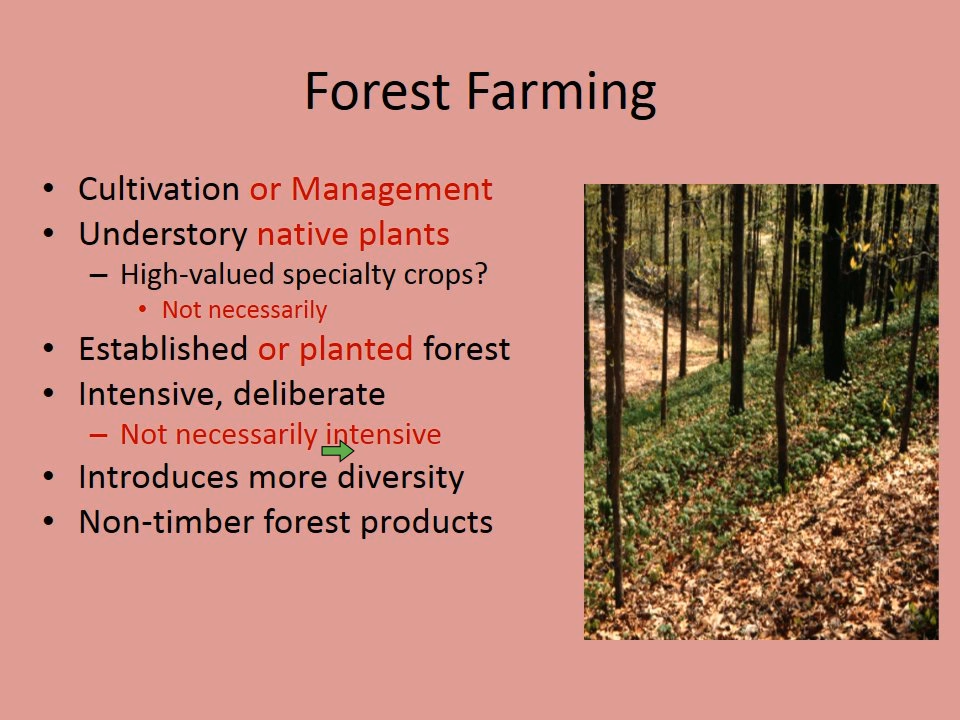 Forest Farming
• Cultivation or Management
• Understory native plants
– High-valued specialty crops?
• Not necessarily
• Established or planted forest
• Intensive, deliberate
– Not necessarily intensive
• Introduces more diversity
• Non-timber forest products